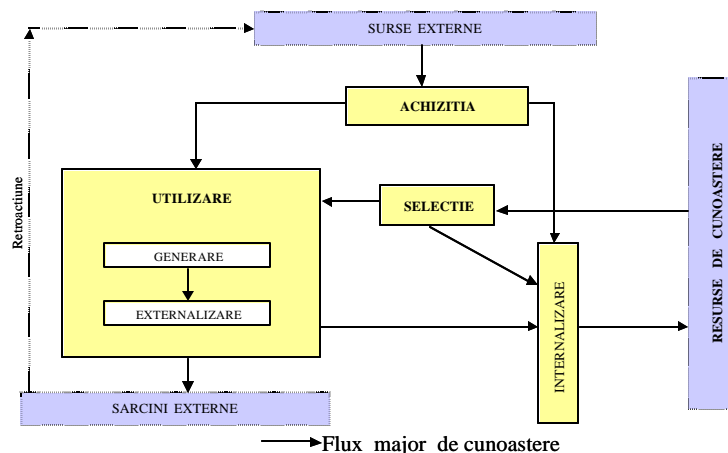 SURSE EXTERNE
ACHIZITIA
UTILIZARE
SELECTIE
GENERARE
EXTERNALIZARE
INTERNALIZARE
RESURSE DE CUNOASTERE
Retroactiune
SARCINI EXTERNE
Flux major de cunoastere